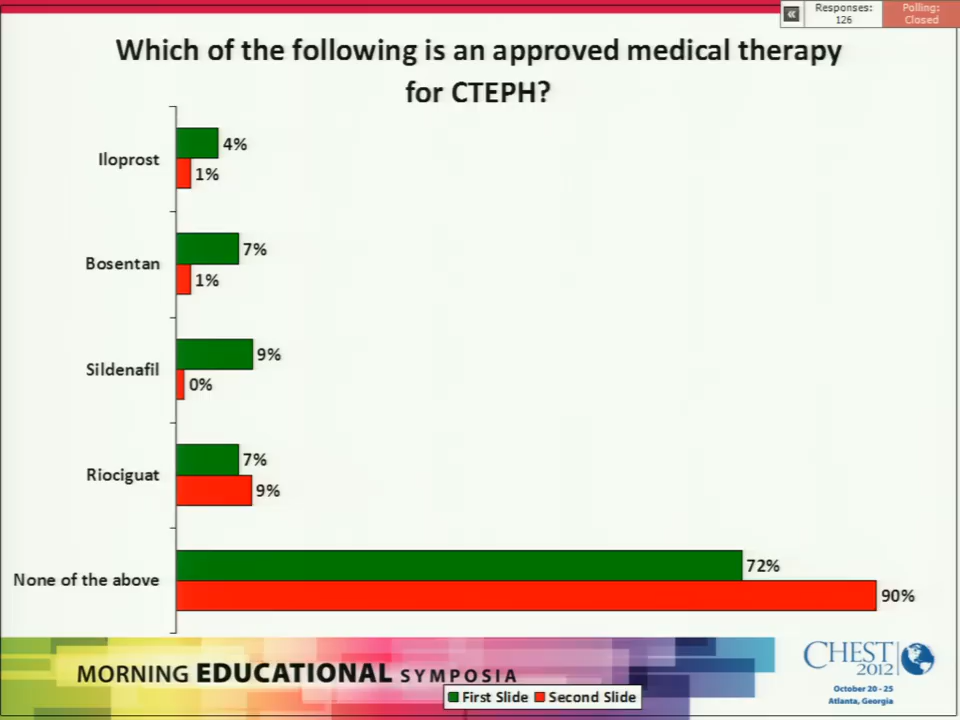 «
Responses:
126
Polling:
Closed
Which of the following is an approved medical therapy
for CTEPH?
Iloprost
4%
1%
Bosentan
7%
1%
Sildenafil
9%
0%
Riociguat
7%
9%
None of the above
72%
90%
MORNING EDUCATIONAL SYMPOSIA
First Slide Second Slide
CHEST
2012
October 20 - 25
Atlanta, Georgia